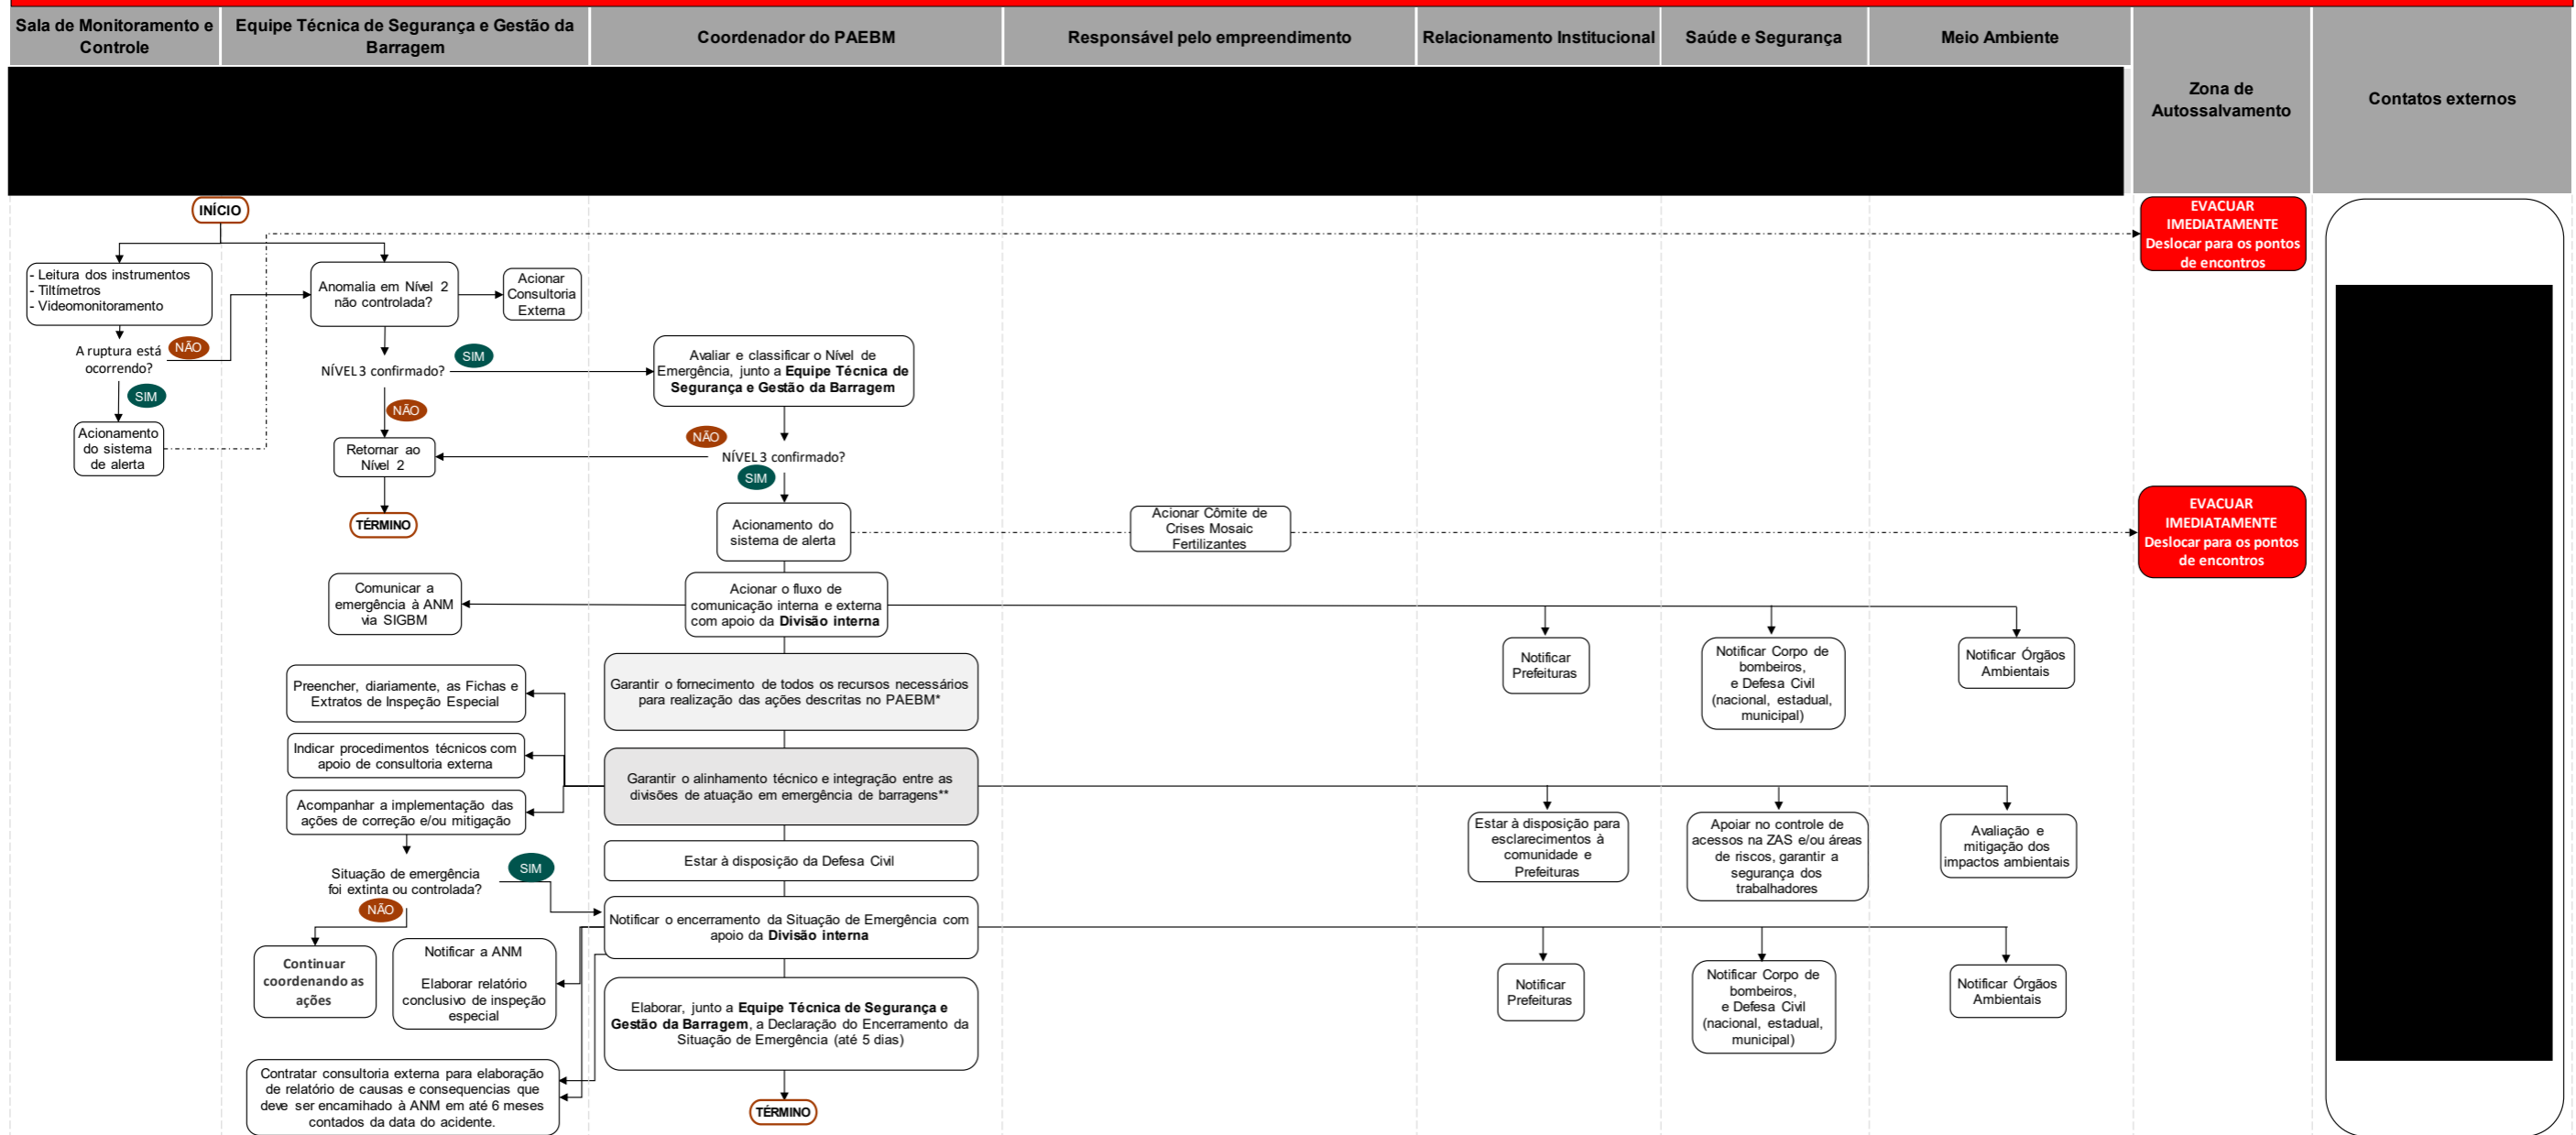 Sala de Monitoramento e
Controle
Equipe Técnica de Segurança e Gestão da
Barragem
Coordenador do PAEBM
Responsável pelo empreendimento
Relacionamento Institucional
Saúde e Segurança
Meio Ambiente
Zona de
Autossalvamento
Contatos externos
INÍCIO
EVACUAR
IMEDIATAMENTE
Deslocar para os pontos
de encontros
- Leitura dos instrumentos
- Tiltímetros
- Videomonitoramento
Anomalia em Nível 2
não controlada?
Acionar
Consultoria
Externa
A ruptura está
ocorrendo?
NÃO
SIM
NÍVEL 3 confirmado?
SIM
Avaliar e classificar o Nível de
Emergência, junto a Equipe Técnica de
Segurança e Gestão da Barragem
NÃO
Acionamento
do sistema
de alerta
Retornar ao
Nível 2
NÃO
NÍVEL 3 confirmado?
SIM
TÉRMINO
Acionamento do
sistema de alerta
Acionar Cômite de
Crises Mosaic
Fertilizantes
EVACUAR
IMEDIATAMENTE
Deslocar para os pontos
de encontros
Comunicar a
emergência à ANM
via SIGBM
Acionar o fluxo de
comunicação interna e externa
com apoio da Divisão interna
Notificar
Prefeituras
Notificar Corpo de
bombeiros,
e Defesa Civil
(nacional, estadual,
municipal)
Notificar Órgãos
Ambientais
Preencher, diariamente, as Fichas e
Extratos de Inspeção Especial
Garantir o fornecimento de todos os recursos necessários
para realização das ações descritas no PAEBM*
Indicar procedimentos técnicos com
apoio de consultoria externa
Garantir o alinhamento técnico e integração entre as
divisões de atuação em emergência de barragens**
Acompanhar a implementação das
ações de correção e/ou mitigação
Estar à disposição para
esclarecimentos à
comunidade e
Prefeituras
Apoiar no controle de
acessos na ZAS e/ou áreas
de riscos, garantir a
segurança dos
trabalhadores
Avaliação e
mitigação dos
impactos ambientais
Estar à disposição da Defesa Civil
Situação de emergência
foi extinta ou controlada?
SIM
NÃO
Notificar o encerramento da Situação de Emergência com
apoio da Divisão interna
Continuar
coordenando as
ações
Notificar a ANM
Elaborar relatório
conclusivo de inspeção
especial
Notificar
Prefeituras
Notificar Corpo de
bombeiros,
e Defesa Civil
(nacional, estadual,
municipal)
Notificar Órgãos
Ambientais
Elaborar, junto a Equipe Técnica de Segurança e
Gestão da Barragem, a Declaração do Encerramento da
Situação de Emergência (até 5 dias)
Contratar consultoria externa para elaboração
de relatório de causas e consequencias que
deve ser encamihado à ANM em até 6 meses
contados da data do acidente.
TÉRMINO